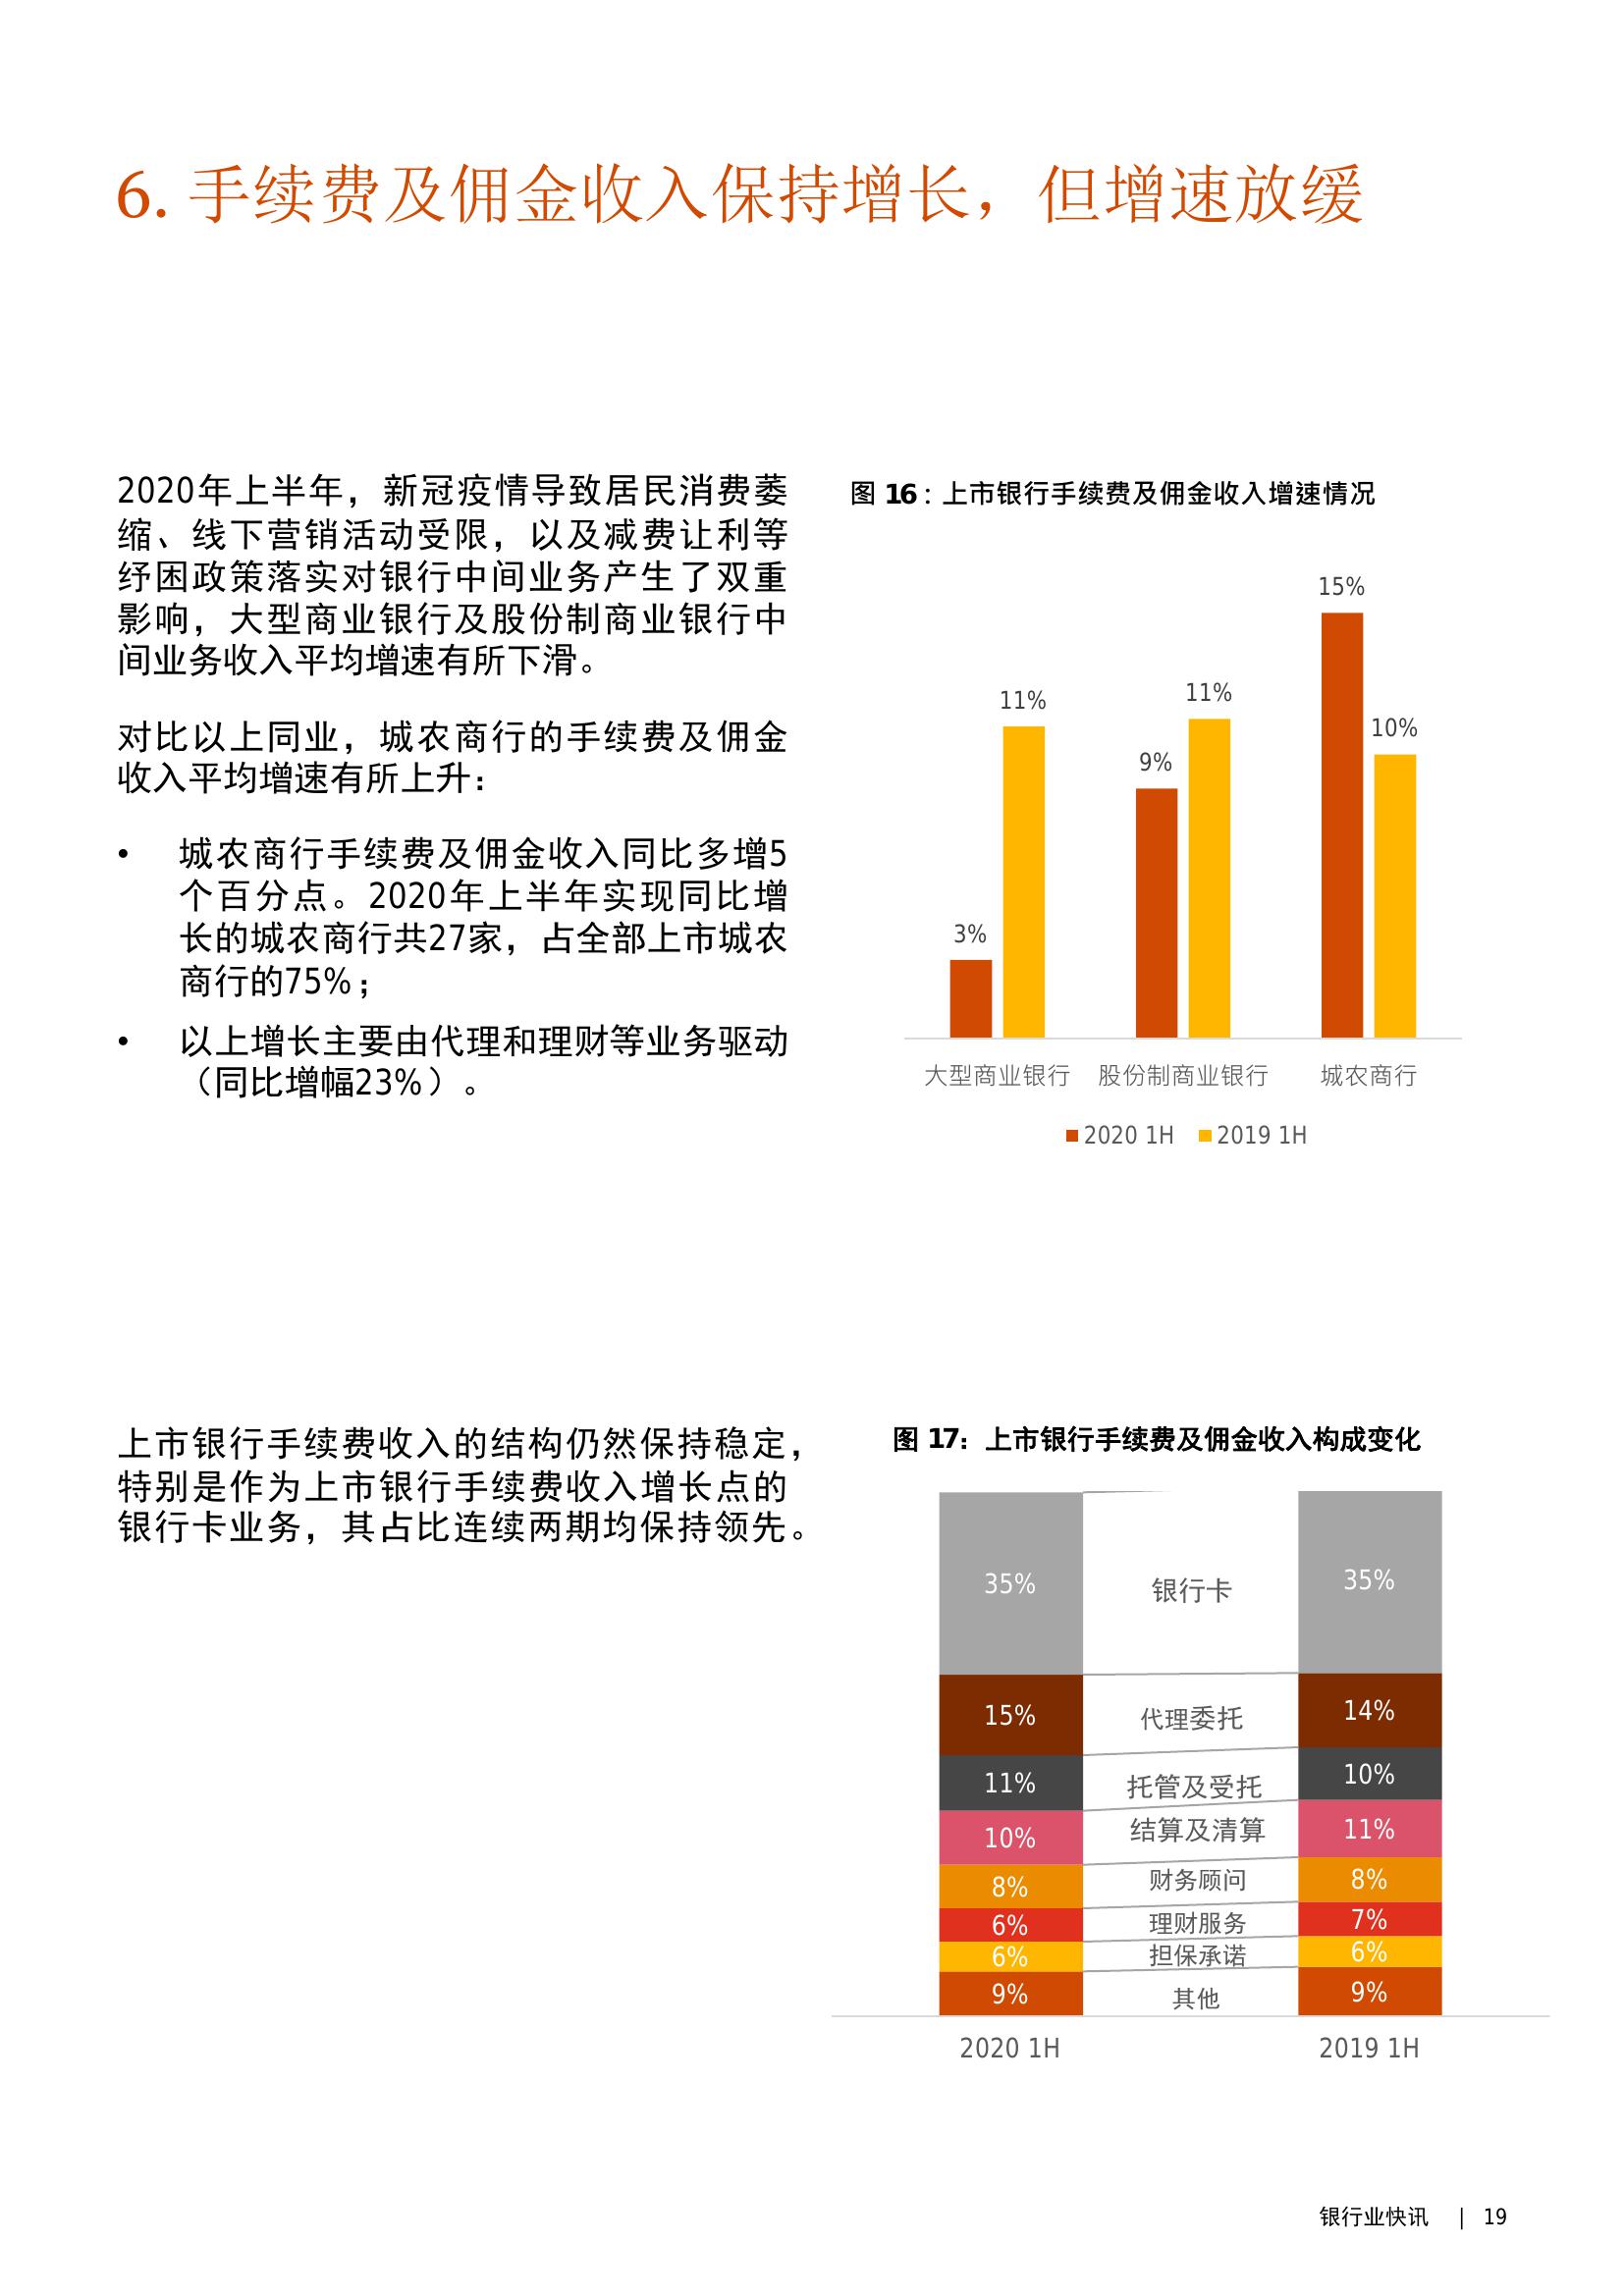 6. 手续费及佣金收入保持增长，但增速放缓
2020年上半年，新冠疫情导致居民消费萎
缩、线下营销活动受限，以及减费让利等
纾困政策落实对银行中间业务产生了双重
影响，大型商业银行及股份制商业银行中
间业务收入平均增速有所下滑。
对比以上同业，城农商行的手续费及佣金
收入平均增速有所上升：
• 城农商行手续费及佣金收入同比多增5
个百分点。2020年上半年实现同比增
长的城农商行共27家，占全部上市城农
商行的75%；
• 以上增长主要由代理和理财等业务驱动
（同比增幅23%）。
图 16：上市银行手续费及佣金收入增速情况
15%
11%
11%
10%
9%
3%
大型商业银行 股份制商业银行 城农商行
2020 1H 2019 1H
上市银行手续费收入的结构仍然保持稳定，
特别是作为上市银行手续费收入增长点的
银行卡业务，其占比连续两期均保持领先。
图 17：上市银行手续费及佣金收入构成变化
35% 银行卡 35%
15% 代理委托 14%
11% 托管及受托 10%
10% 结算及清算 11%
8% 财务顾问 8%
6% 理财服务 7%
6% 担保承诺 6%
9% 其他 9%
2020 1H 2019 1H
银行业快讯 | 19